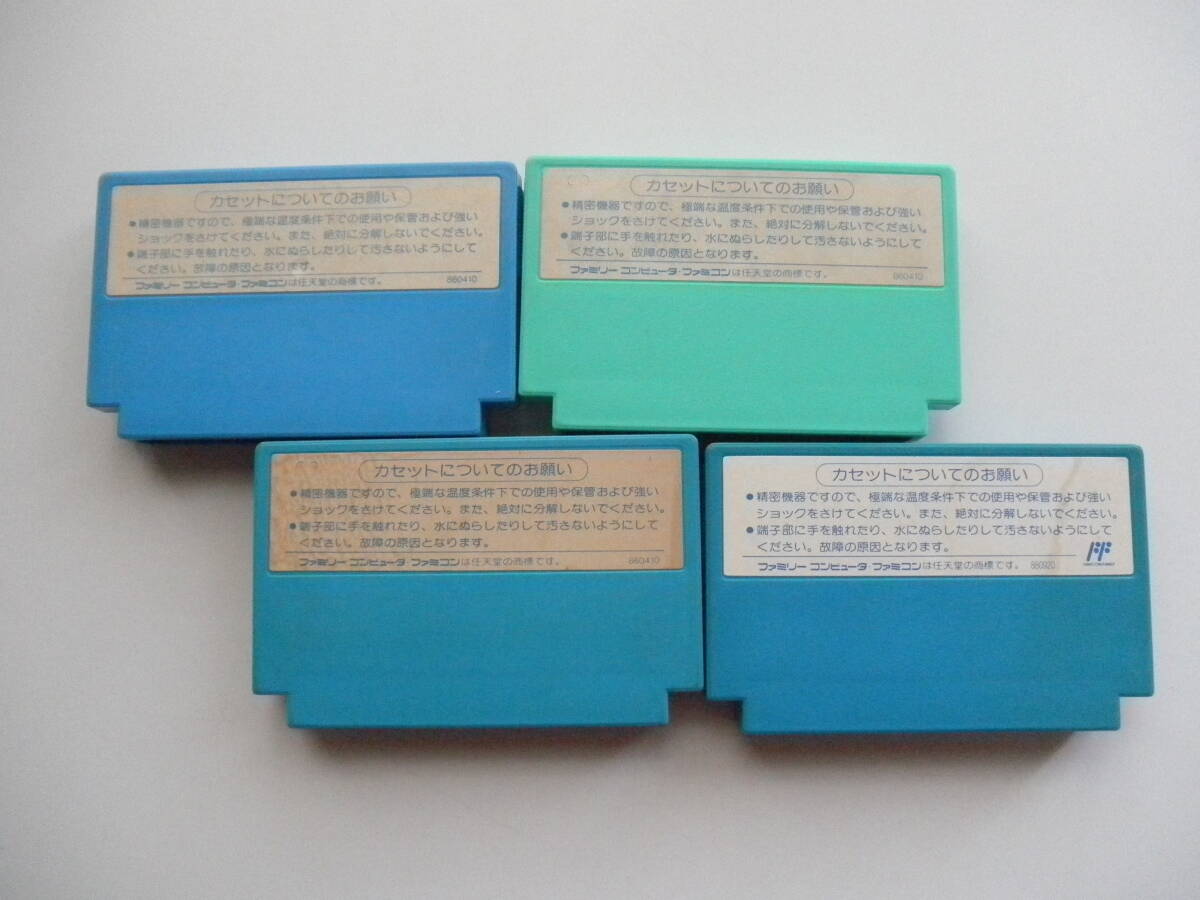 カセットについてのお願い
●精密機器ですので、極端な温度条件下での使用や保管および強い
ショックをさけてください。また、絶対に分解しないでください。
●端子部に手を触れたり、水にぬらしたりして汚さないようにして
ください。故障の原因となります。
ファミリー コンピュータ・ファミコンは任天堂の商標です。 860410
カセットについてのお願い
●精密機器ですので、極端な温度条件下での使用や保管および強い
ショックをさけてください。また、絶対に分解しないでください。
●端子部に手を触れたり、水にぬらしたりして汚さないようにして
ください。故障の原因となります。
ファミリー コンピュータ・ファミコンは任天堂の商標です。 860410
カセットについてのお願い
●精密機器ですので、極端な温度条件下での使用や保管および強い
ショックをさけてください。また、絶対に分解しないでください。
●端子部に手を触れたり、水にぬらしたりして汚さないようにして
ください。故障の原因となります。
ファミリー コンピュータ・ファミコンは任天堂の商標です。 860410
カセットについてのお願い
●精密機器ですので、極端な温度条件下での使用や保管および強い
ショックをさけてください。また、絶対に分解しないでください。
●端子部に手を触れたり、水にぬらしたりして汚さないようにして
ください。故障の原因となります。
ファミリー コンピュータ・ファミコンは任天堂の商標です。 880920